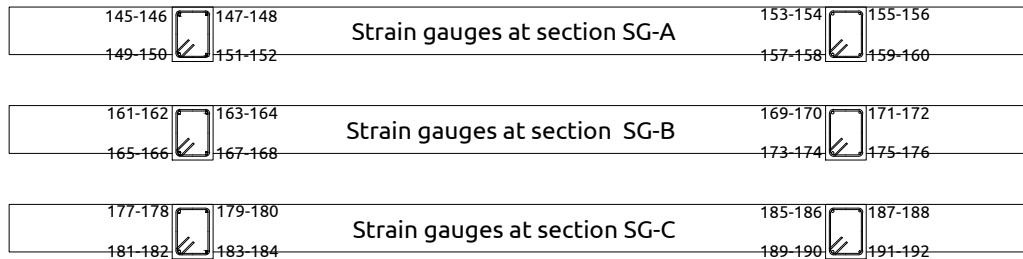 145-146 147-148 Strain gauges at section SG-A 153-154 155-156
149-150 151-152 157-158 159-160
161-162 163-164 Strain gauges at section SG-B 169-170 171-172
165-166 167-168 173-174 175-176
177-178 179-180 Strain gauges at section SG-C 185-186 187-188
181-182 183-184 189-190 191-192